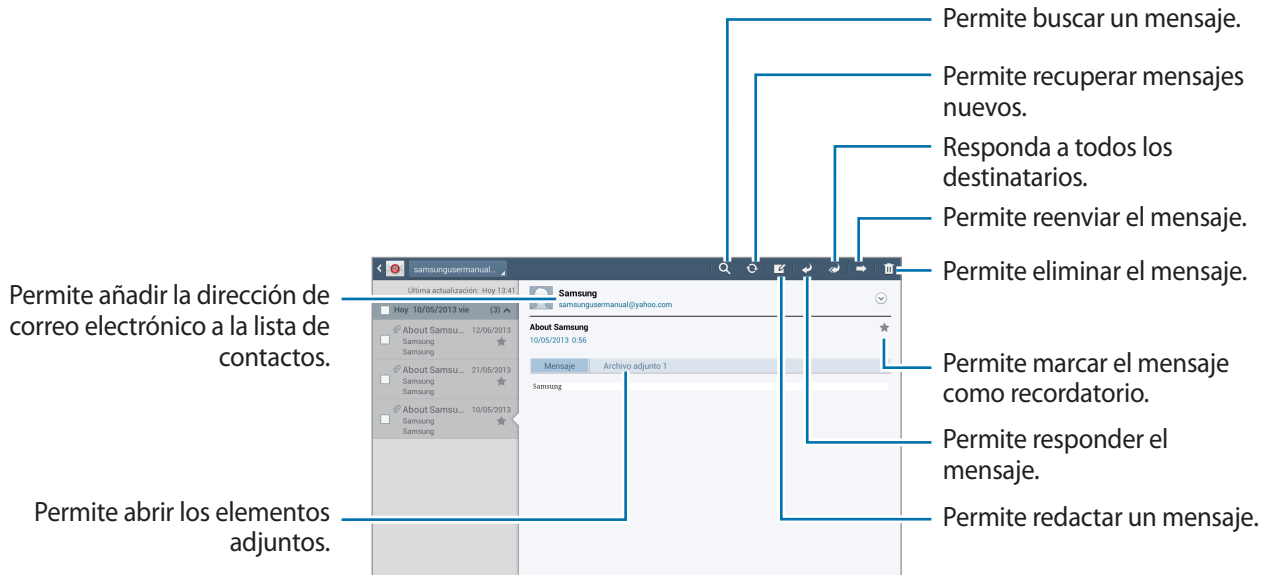 Permite buscar un mensaje.
Permite recuperar mensajes
nuevos.
Responda a todos los
destinatarios.
Permite reenviar el mensaje.
Permite eliminar el mensaje.
samsungusermanual...
Última actualización: Hoy 13:41
Hoy 10/05/2013 vie (3)
About Samsu... 12/06/2013
Samsung
Samsung
About Samsu... 21/05/2013
Samsung
Samsung
About Samsu... 10/05/2013
Samsung
Samsung
Samsung
samsungusermanual@yahoo.com
About Samsung
10/05/2013 0:56
Mensaje Archivo adjunto 1
Samsung
Permite añadir la dirección de
correo electrónico a la lista de
contactos.
Permite abrir los elementos
adjuntos.
Permite marcar el mensaje
como recordatorio.
Permite responder el
mensaje.
Permite redactar un mensaje.